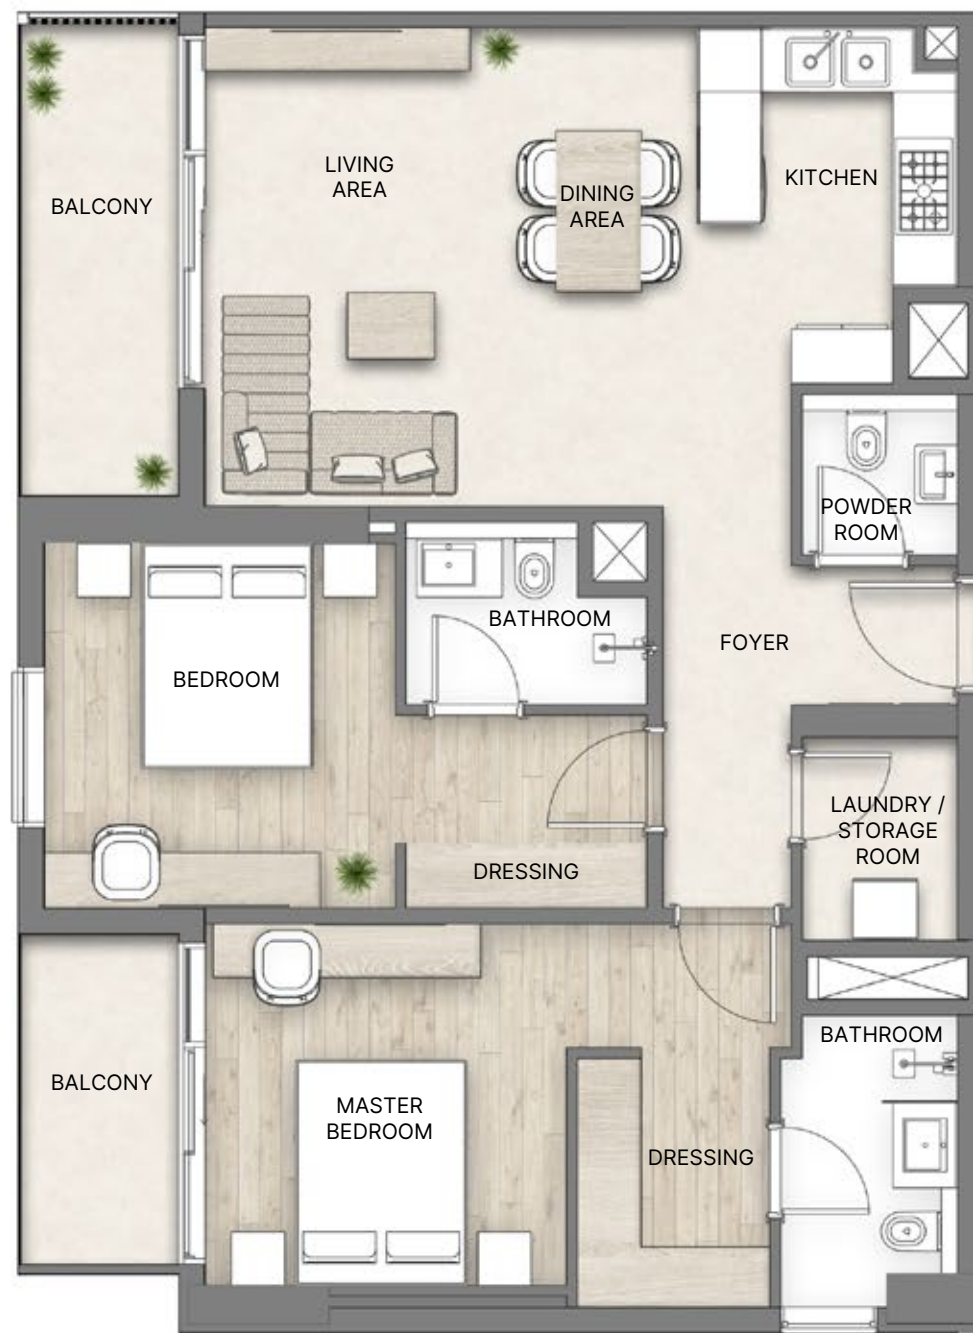 LIVING
AREA
BALCONY
DINING
AREA
KITCHEN
POWDER
ROOM
BATHROOM
FOYER
BEDROOM
LAUNDRY /
STORAGE
ROOM
DRESSING
BATHROOM
BALCONY
MASTER
BEDROOM
DRESSING